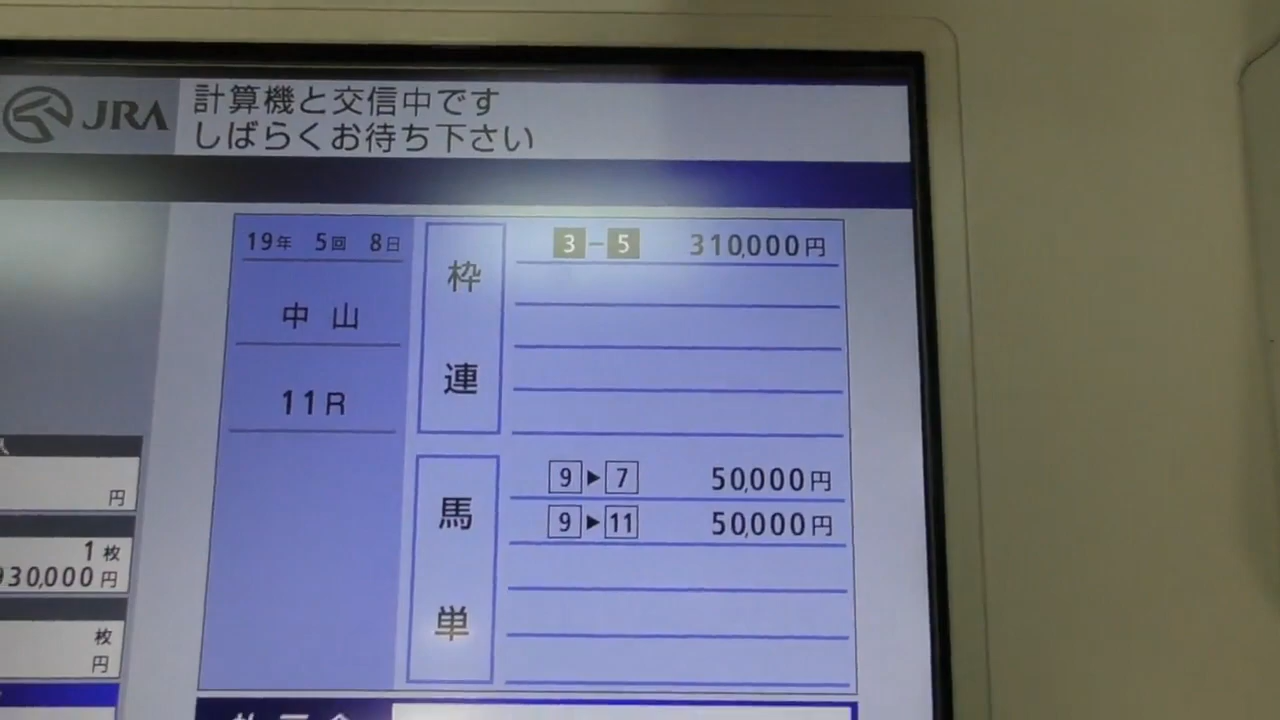 JRA
計算機と交信中です
しばらくお待ち下さい
19年 5回 8日
中山
11R
枠連
3-5 310,000円
馬単
9▶7 50,000円
9▶11 50,000円
円
1枚
930,000円
枚
円